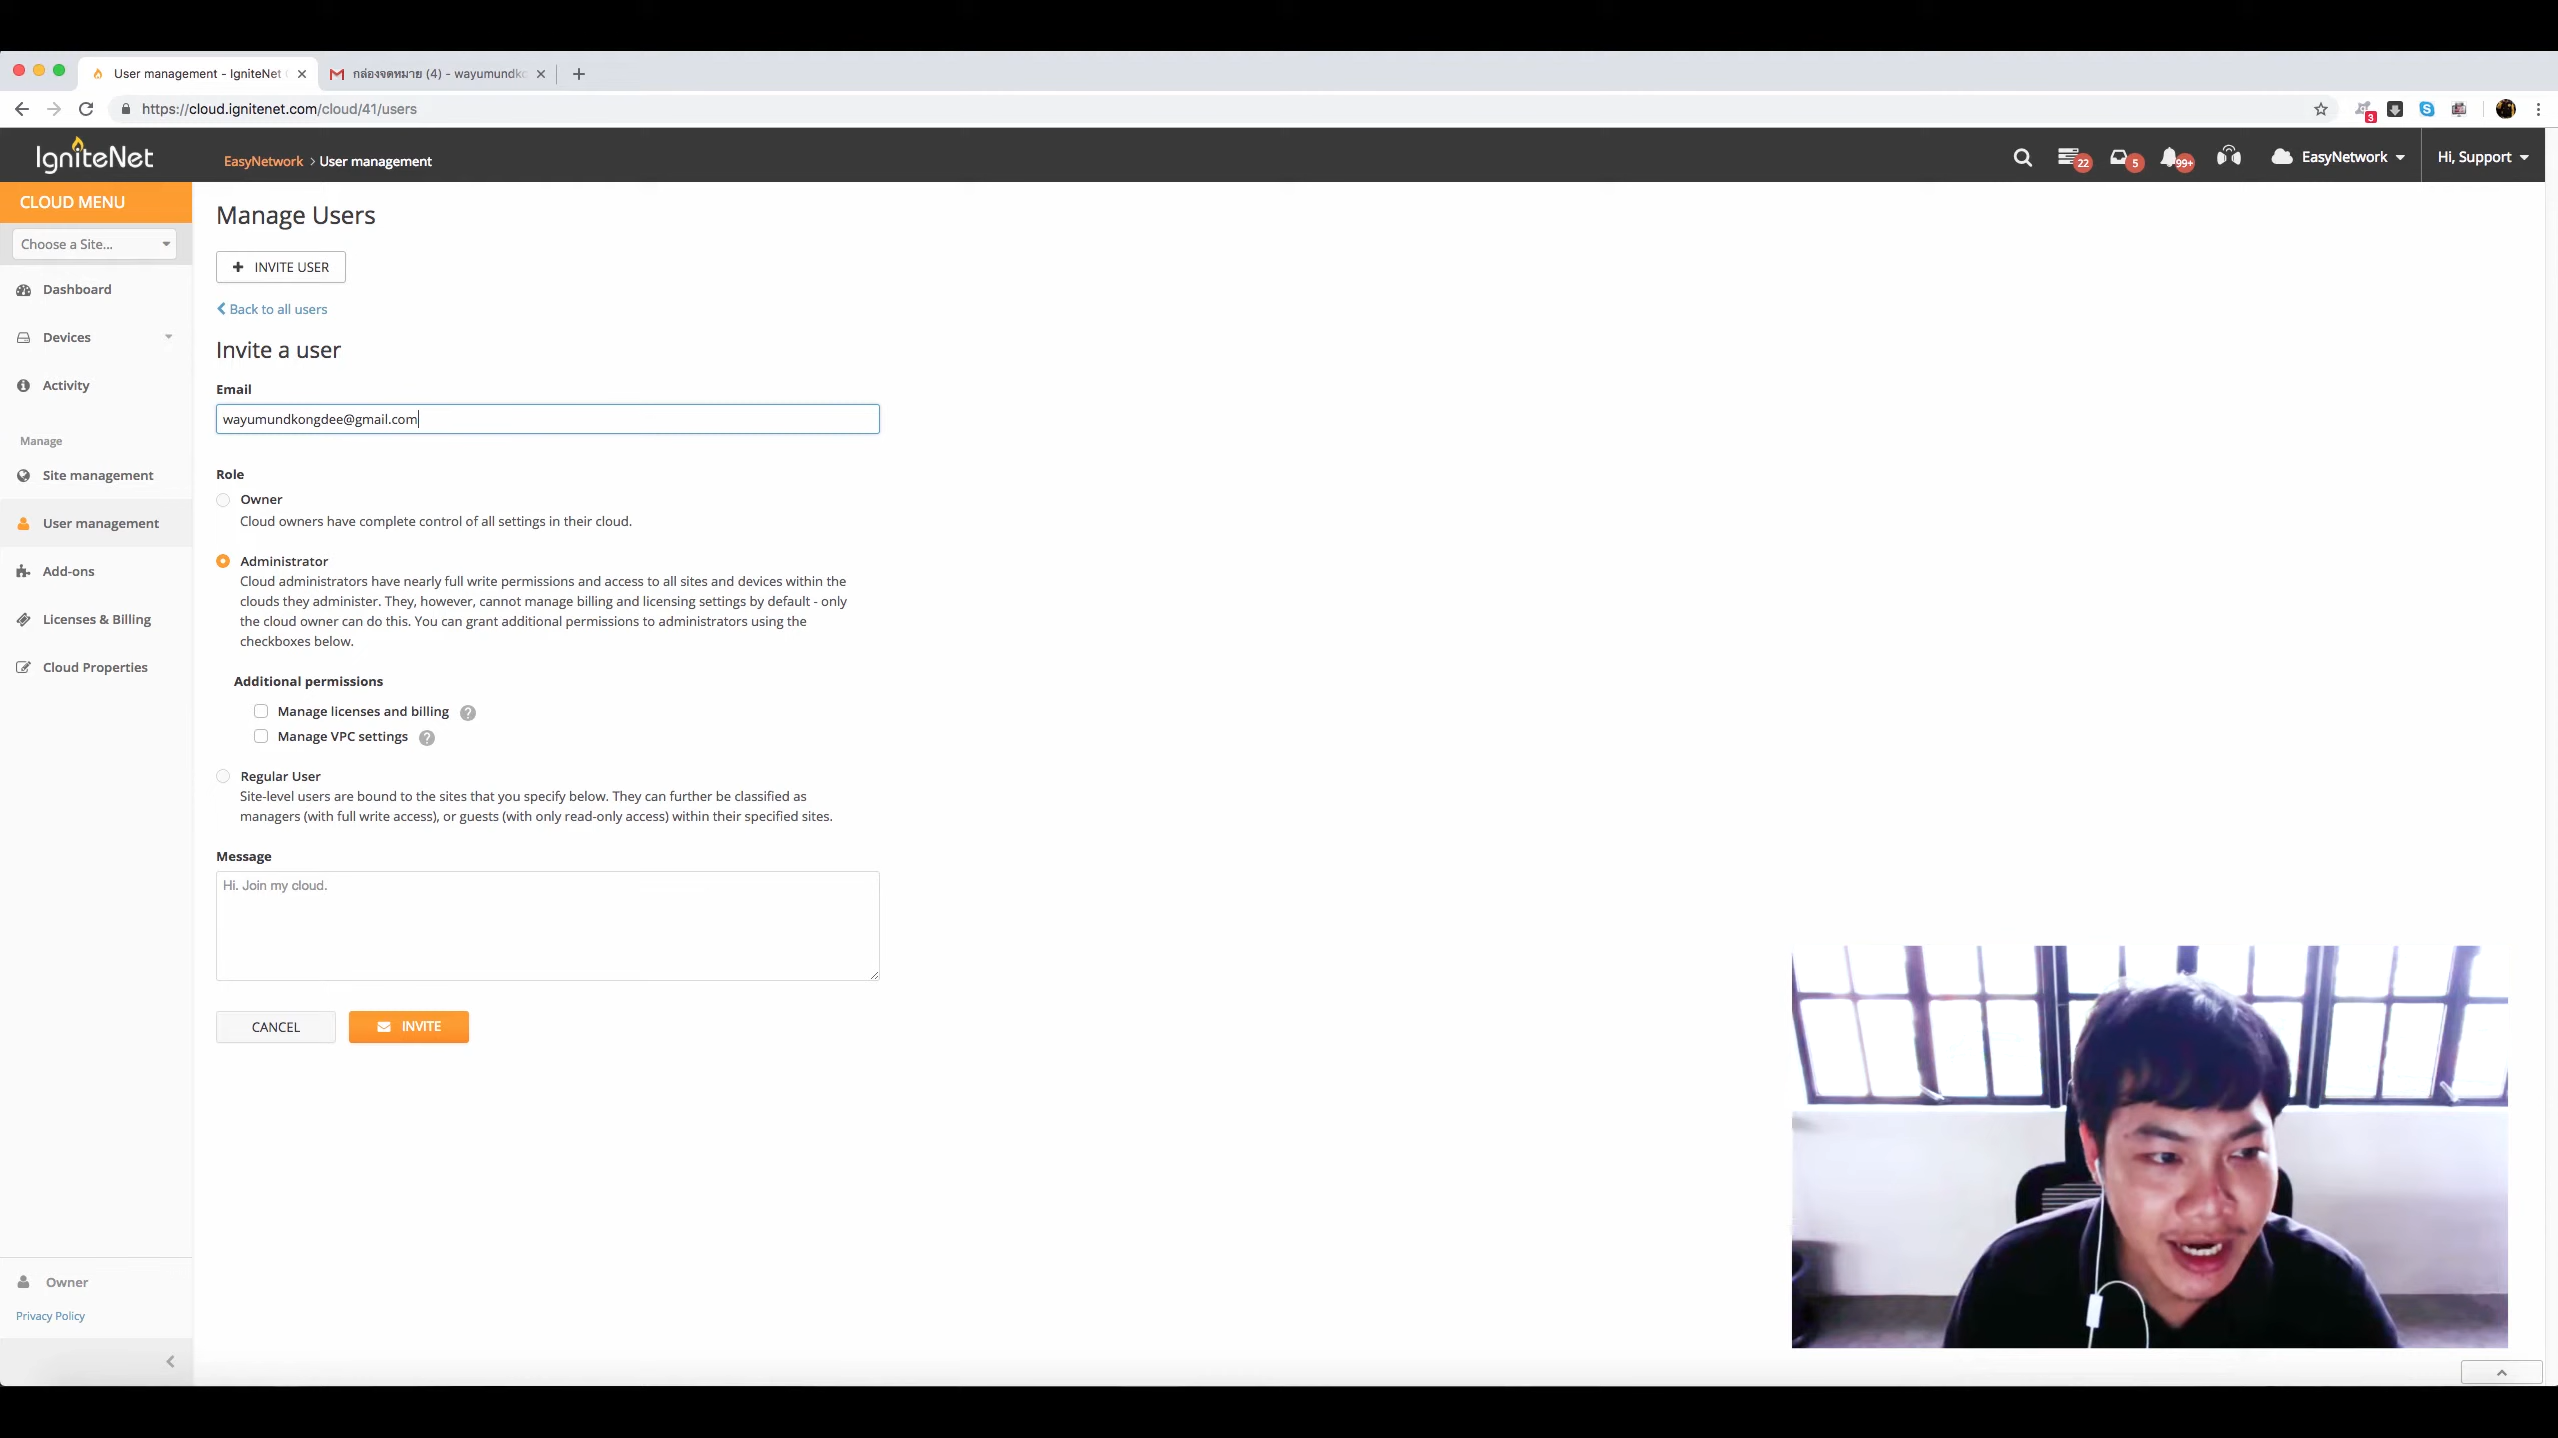 User management - IgniteNet
กล่องจดหมาย (4) - wayumundko
https://cloud.ignitenet.com/cloud/41/users
3
IgniteNet
EasyNetwork > User management
22
5
99+
EasyNetwork
Hi, Support
CLOUD MENU
Choose a Site...
Dashboard
Devices
Activity
Manage
Site management
User management
Add-ons
Licenses & Billing
Cloud Properties
Owner
Privacy Policy
Manage Users
INVITE USER
Back to all users
Invite a user
Email
wayumundkongdee@gmail.com
Role
Owner
Cloud owners have complete control of all settings in their cloud.
Administrator
Cloud administrators have nearly full write permissions and access to all sites and devices within the
clouds they administer. They, however, cannot manage billing and licensing settings by default - only
the cloud owner can do this. You can grant additional permissions to administrators using the
checkboxes below.
Additional permissions
Manage licenses and billing ?
Manage VPC settings ?
Regular User
Site-level users are bound to the sites that you specify below. They can further be classified as
managers (with full write access), or guests (with only read-only access) within their specified sites.
Message
Hi. Join my cloud.
CANCEL
INVITE